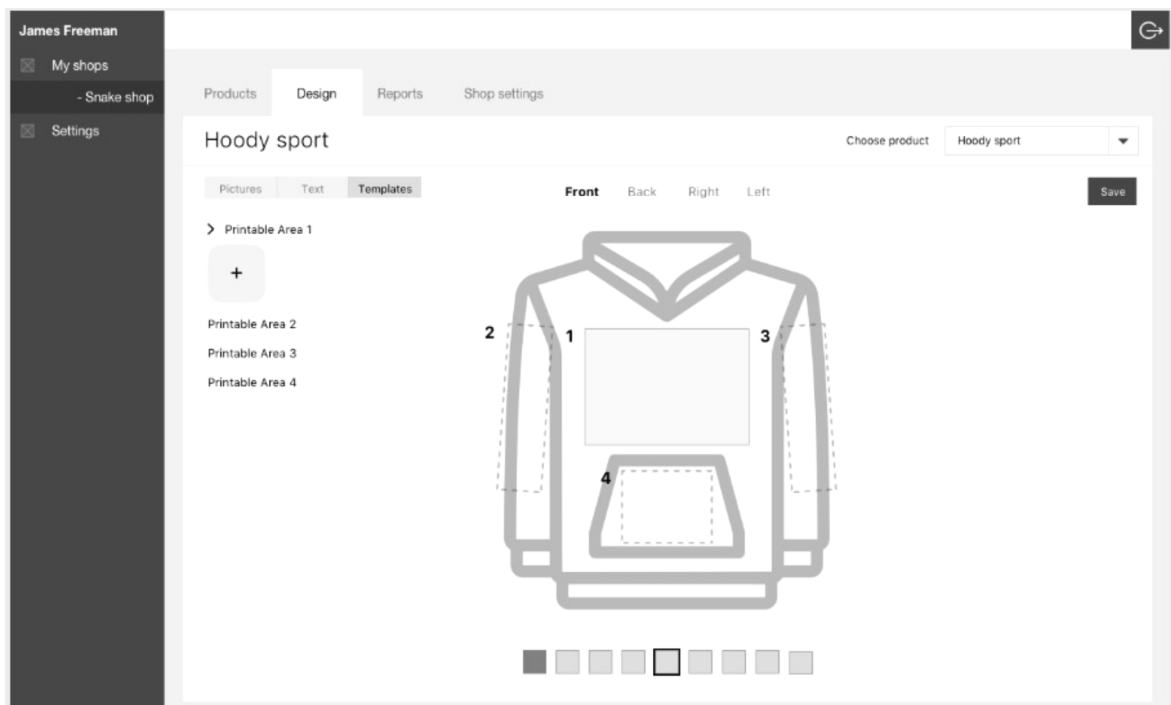 James Freeman
My shops
- Snake shop
Settings
Products Design Reports Shop settings
Hoody sport
Choose product Hoody sport
Pictures Text Templates
Front Back Right Left
Save
Printable Area 1
+
Printable Area 2
Printable Area 3
Printable Area 4
2 1 3
4